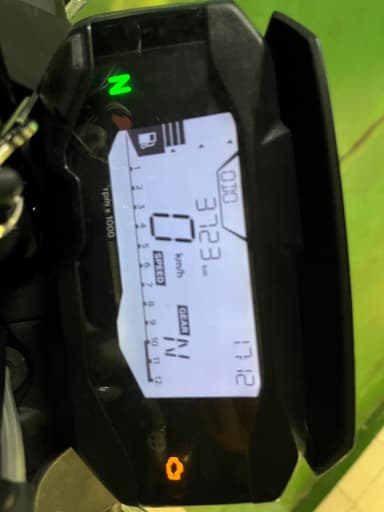 ODO 17 12
3723 km
0 km/h
SPEED
GEAR
N
1 2 3 4 5 6 7 8 9 10 11 12
rpm x 1000
N